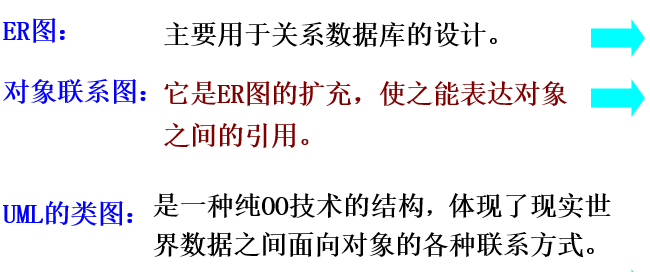 ER图： 主要用于关系数据库的设计。
对象联系图： 它是ER图的扩充，使之能表达对象
之间的引用。
UML的类图： 是一种纯OO技术的结构，体现了现实世
界数据之间面向对象的各种联系方式。